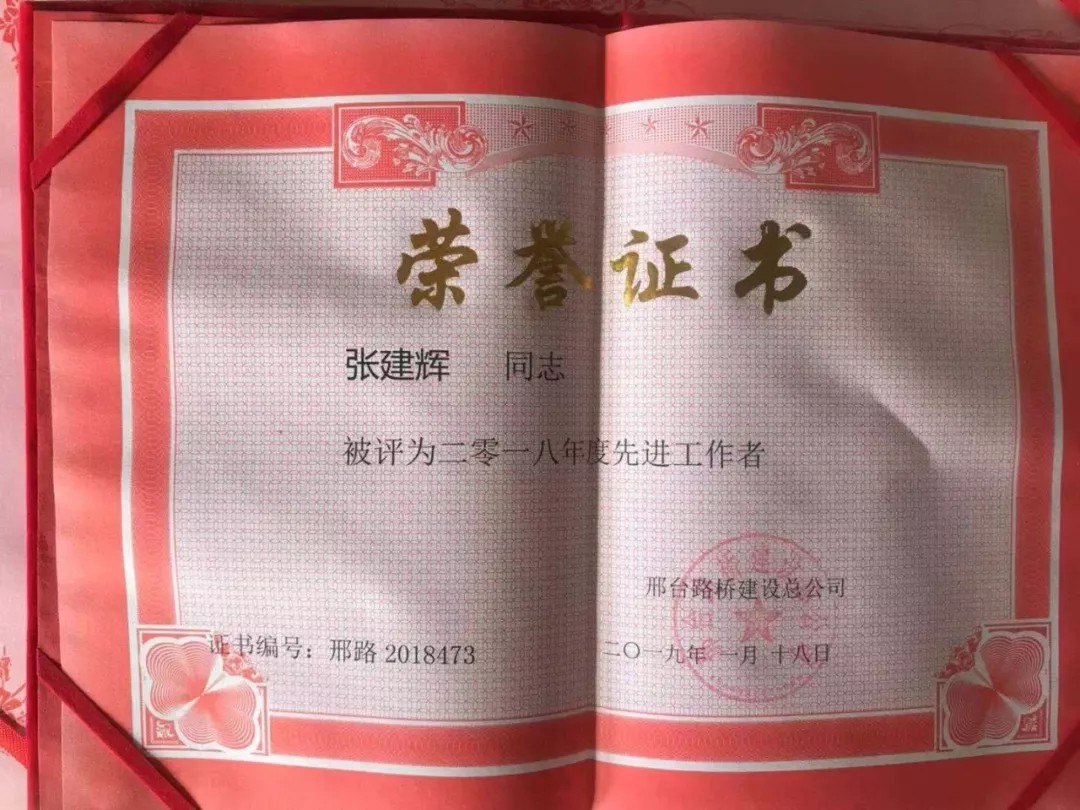 荣誉证书
张建辉 同志
被评为二零一八年度先进工作者
邢台路桥建设总公司
证书编号：邢路 2018473
二〇一九年 一月 十八日